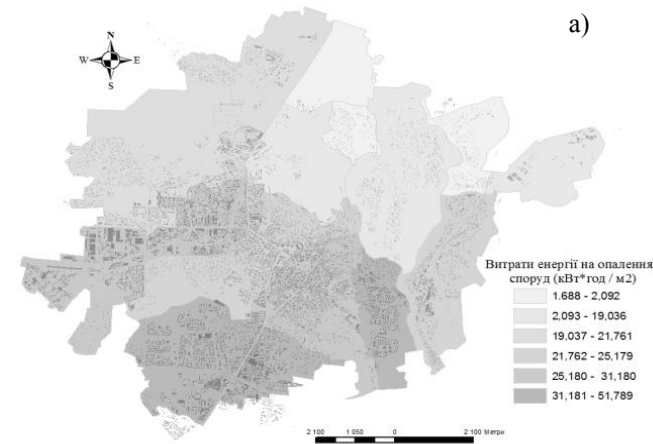 а)
N
W E
S
Витрати енергії на опалення
споруд (кВт*год / м2)
1.688 - 2,092
2,093 - 19,036
19,037 - 21,761
21,762 - 25,179
25,180 - 31,180
31,181 - 51,789
2 100 1 050 0 2 100 Метри